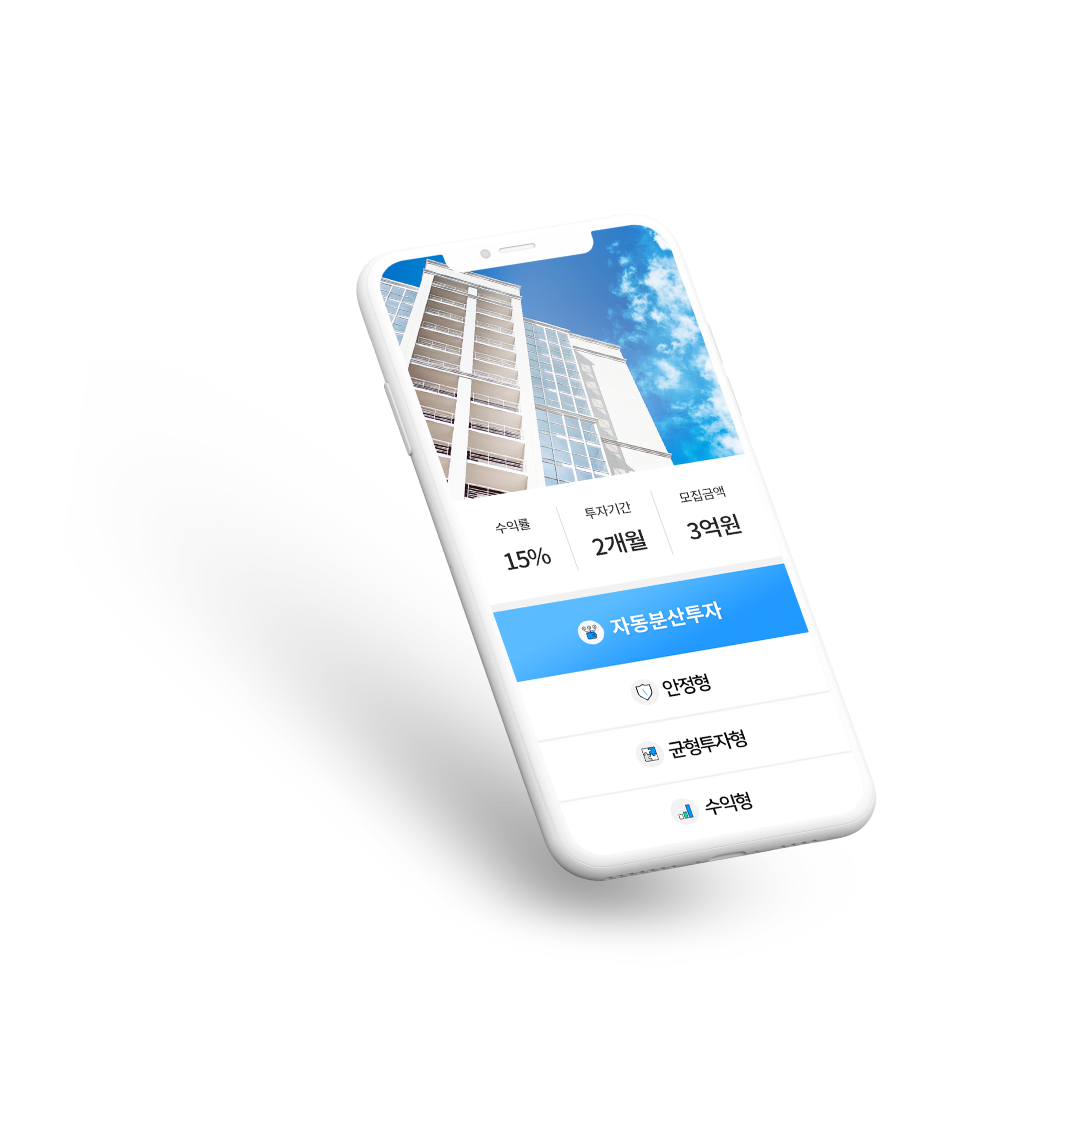 수익률 투자기간 모집금액
15% 2개월 3억원
자동분산투자
안정형
균형투자형
수익형